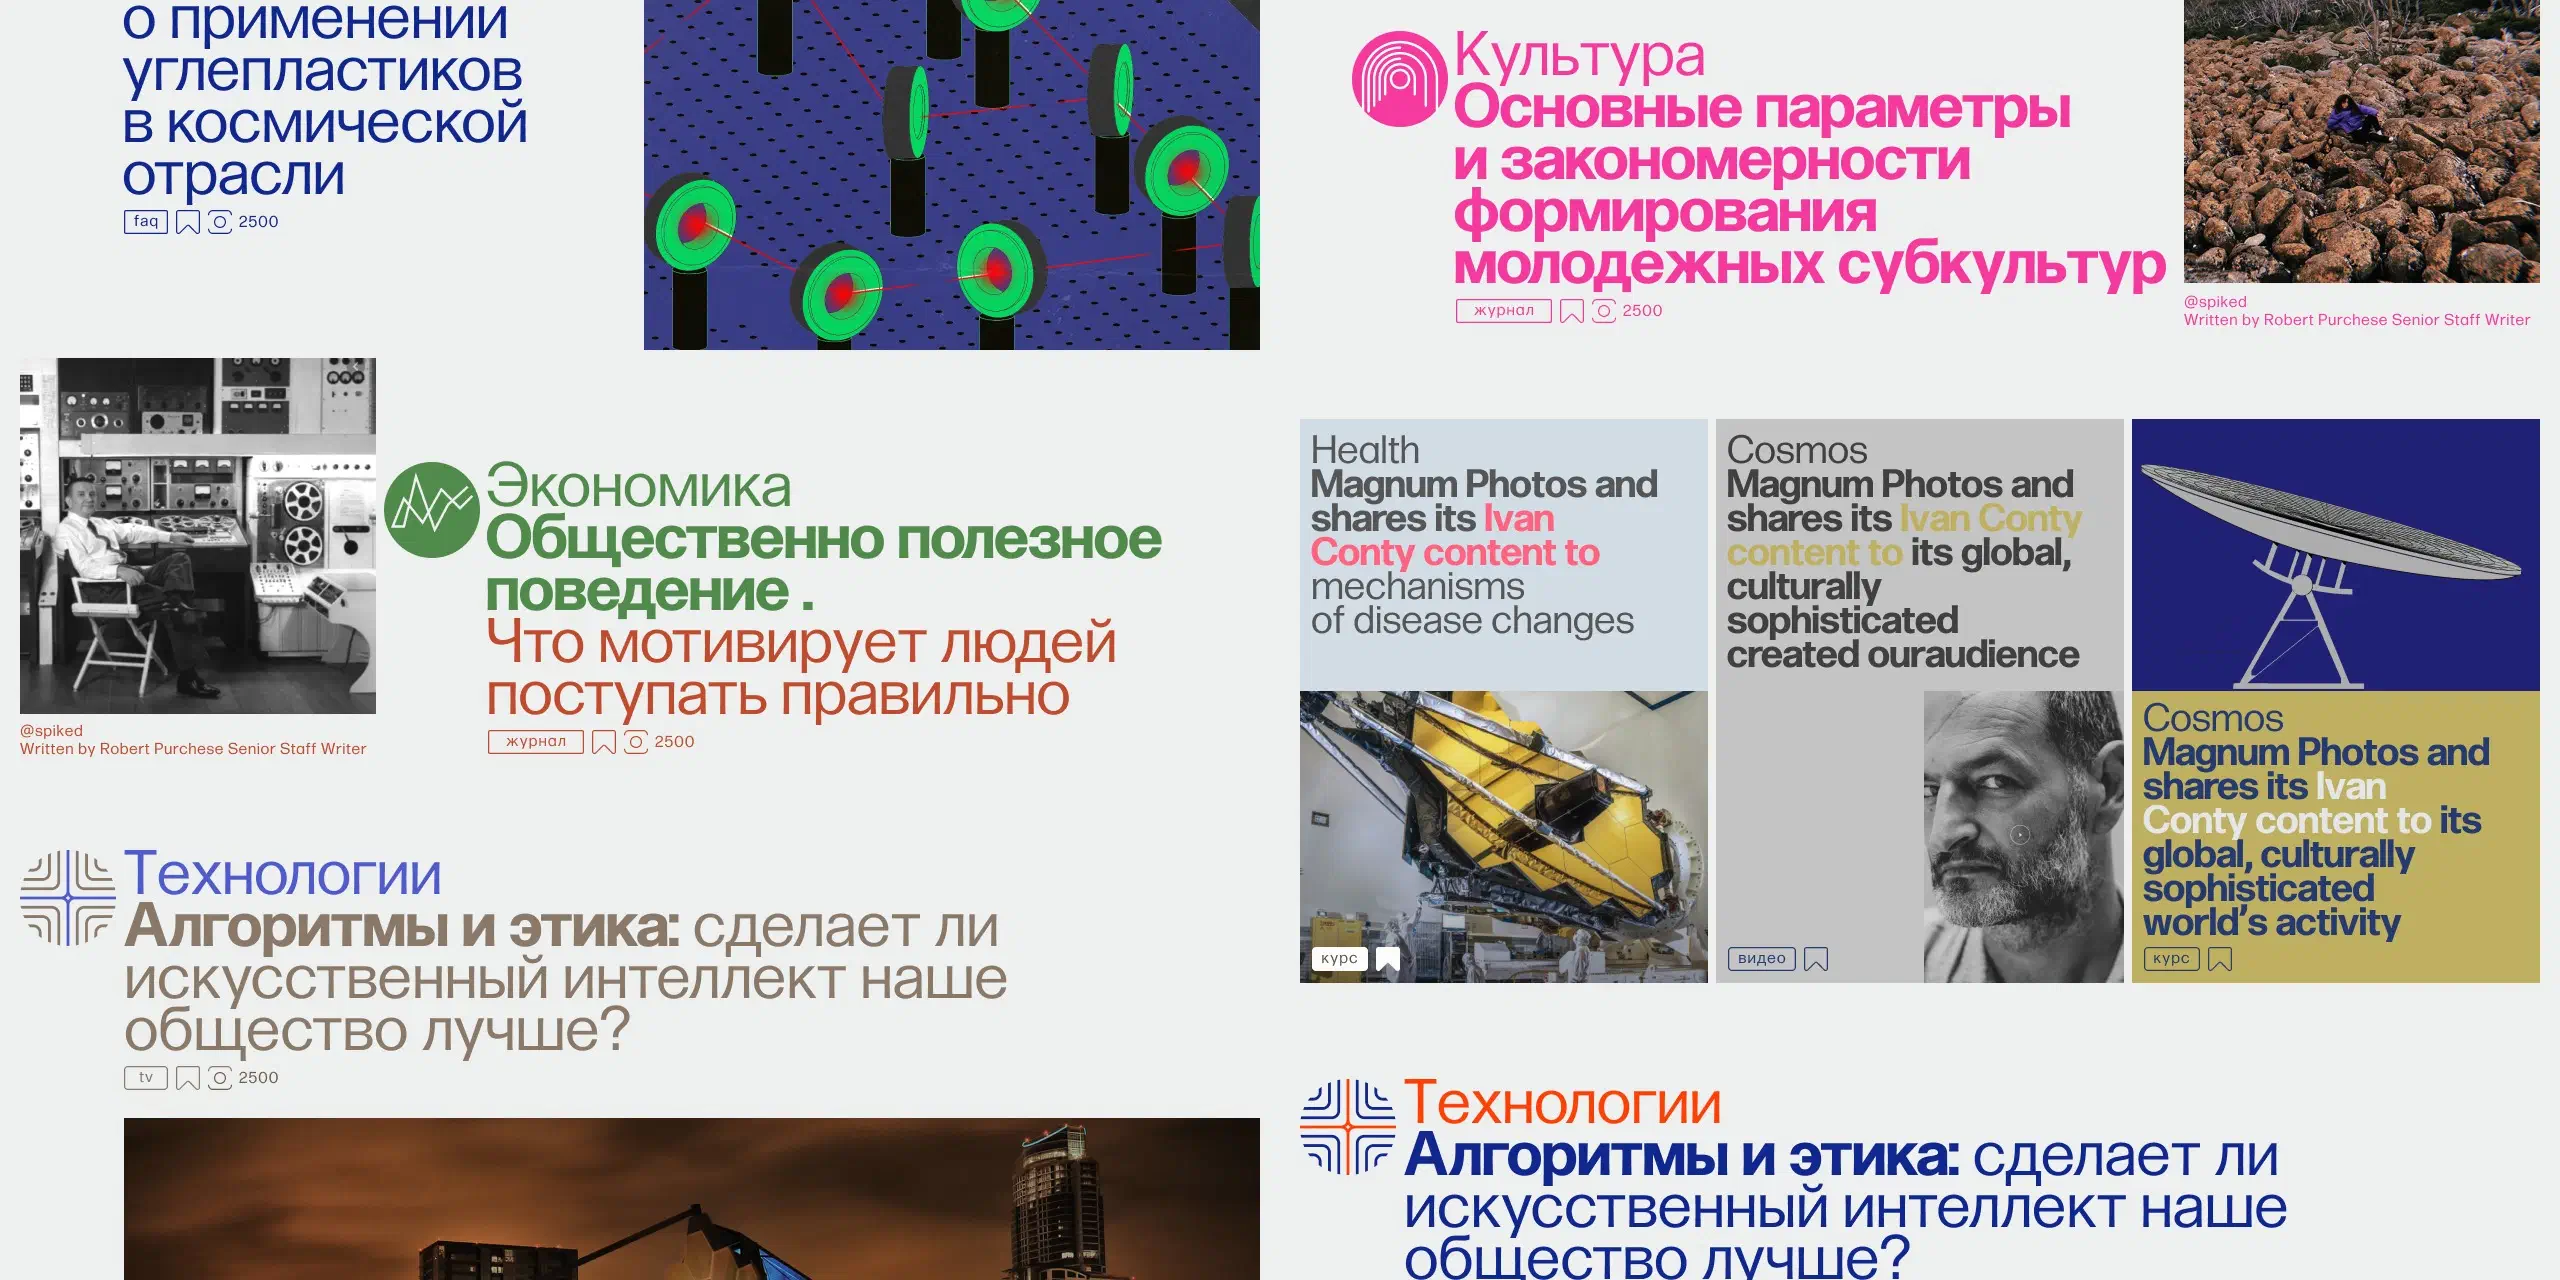 о применении
углепластиков
в космической
отрасли
faq 2500
Культура
Основные параметры
и закономерности
формирования
молодежных субкультур
журнал 2500
@spiked
Written by Robert Purchese Senior Staff Writer
Экономика
Общественно полезное
поведение .
Что мотивирует людей
поступать правильно
журнал 2500
@spiked
Written by Robert Purchese Senior Staff Writer
Health
Magnum Photos and
shares its Ivan
Conty content to
mechanisms
of disease changes
курс
Cosmos
Magnum Photos and
shares its Ivan Conty
content to its global,
culturally
sophisticated
created ouraudience
видео
Cosmos
Magnum Photos and
shares its Ivan
Conty content to its
global, culturally
sophisticated
world's activity
курс
Технологии
Алгоритмы и этика: сделает ли
искусственный интеллект наше
общество лучше?
tv 2500
Технологии
Алгоритмы и этика: сделает ли
искусственный интеллект наше
общество лучше?